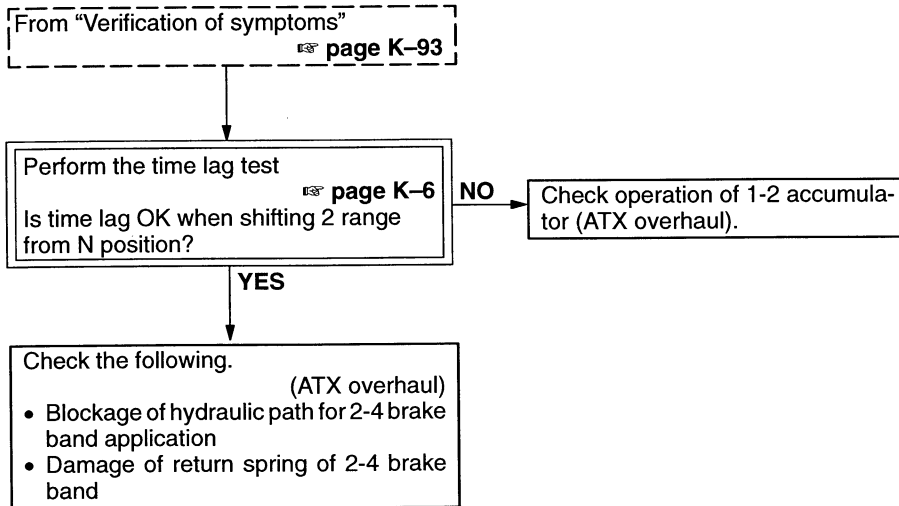 From “Verification of symptoms”
☞ page K–93
Perform the time lag test
☞ page K–6
Is time lag OK when shifting 2 range
from N position?
NO
Check operation of 1-2 accumula-
tor (ATX overhaul).
YES
Check the following.
(ATX overhaul)
• Blockage of hydraulic path for 2-4 brake
band application
• Damage of return spring of 2-4 brake
band